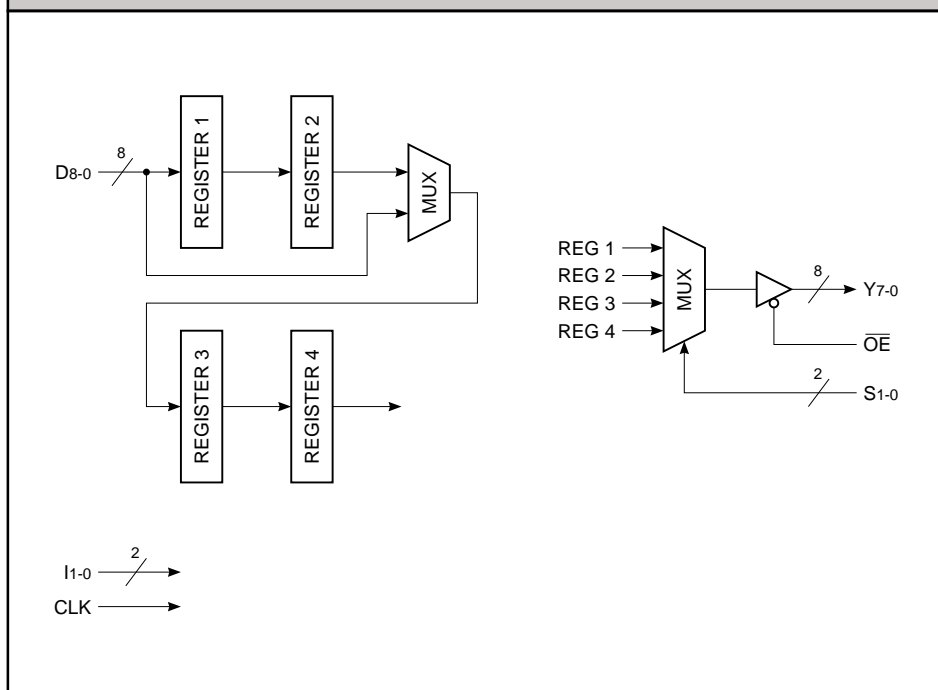 8
D8-0
REGISTER 1
REGISTER 2
MUX
REGISTER 3
REGISTER 4
I1-0
2
CLK
REG 1
REG 2
REG 3
REG 4
MUX
8
Y7-0
OE
2
S1-0